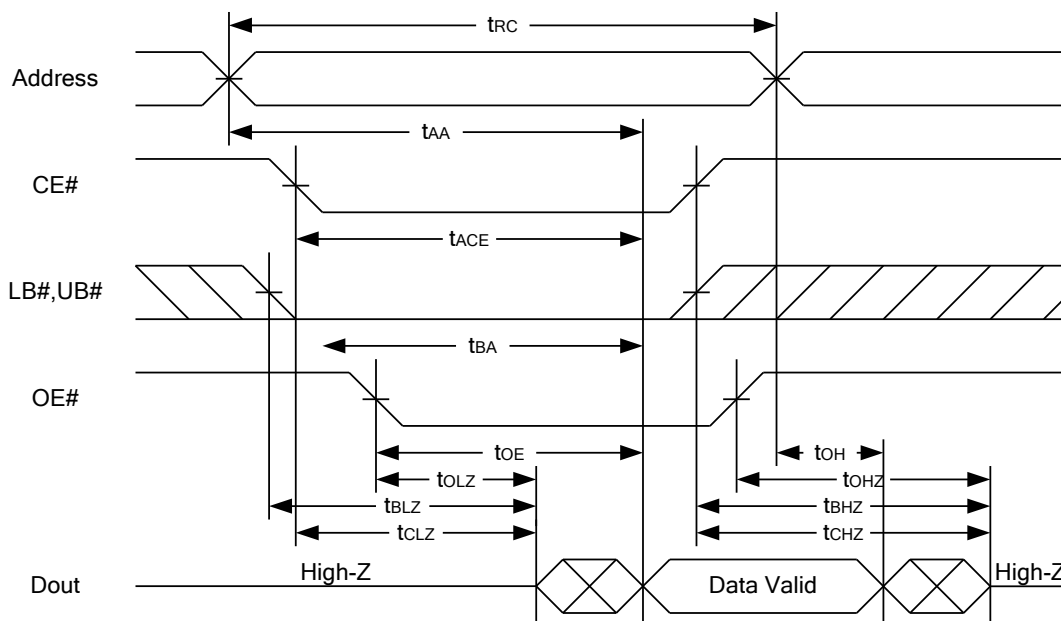 tRC
Address
tAA
CE#
tACE
LB#,UB#
tBA
OE#
tOE
tOH
tOLZ
tOHZ
tBLZ
tBHZ
tCLZ
tCHZ
Dout
High-Z
Data Valid
High-Z